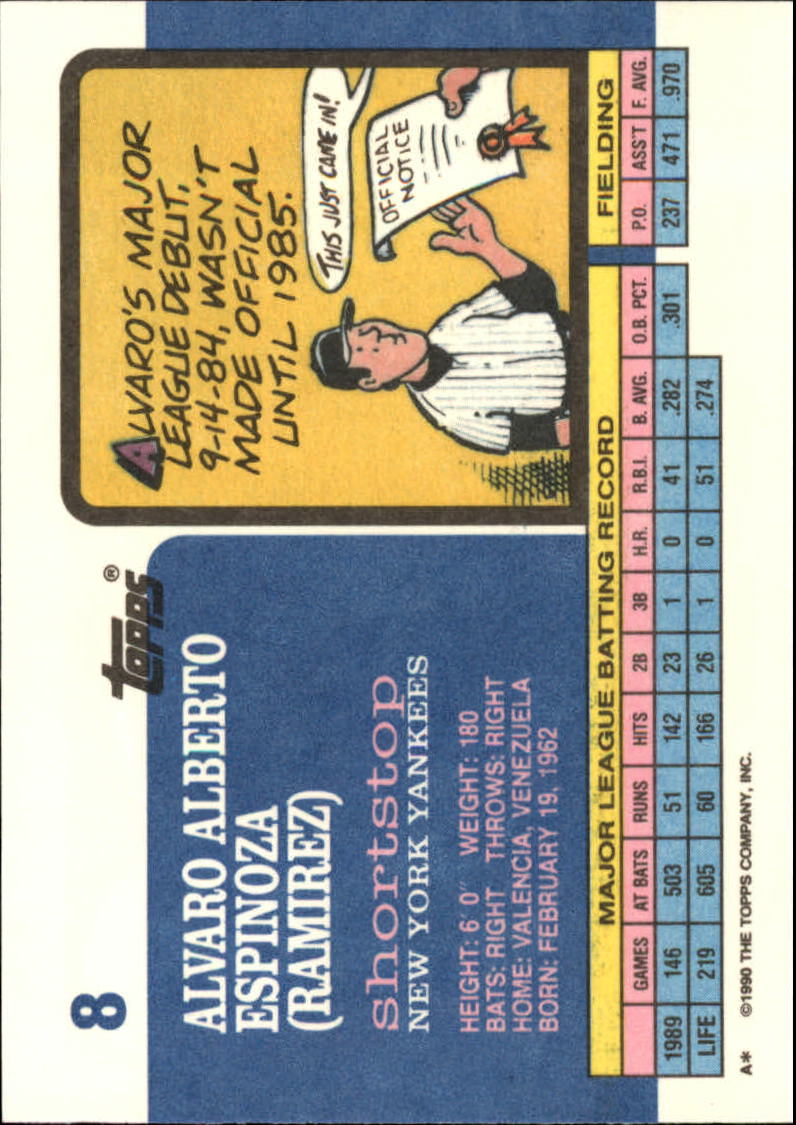 8
topps®
ALVARO ALBERTO
ESPINOZA
(RAMIREZ)
shortstop
NEW YORK YANKEES
HEIGHT: 6' 0" WEIGHT: 180
BATS: RIGHT THROWS: RIGHT
HOME: VALENCIA, VENEZUELA
BORN: FEBRUARY 19, 1962
ALVARO'S MAJOR
LEAGUE DEBUT,
9-14-84, WASN'T
MADE OFFICIAL
UNTIL 1985.
THIS JUST CAME IN!
OFFICIAL
NOTICE
MAJOR LEAGUE BATTING RECORD FIELDING
GAMES AT BATS RUNS HITS 2B 3B H.R. R.B.I. B. AVG. O.B. PCT. P.O. ASS'T F. AVG.
1989 146 503 51 142 23 1 0 41 .282 .301 237 471 .970
LIFE 219 605 60 166 26 1 0 51 .274
A* ©1990 THE TOPPS COMPANY, INC.